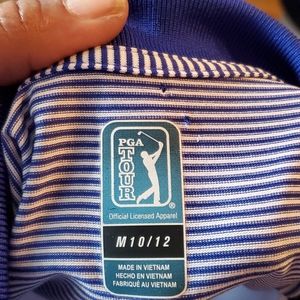 PGA
TOUR
Official Licensed Apparel
M10/12
MADE IN VIETNAM
HECHO EN VIETNAM
FABRIQUÉ AU VIETNAM